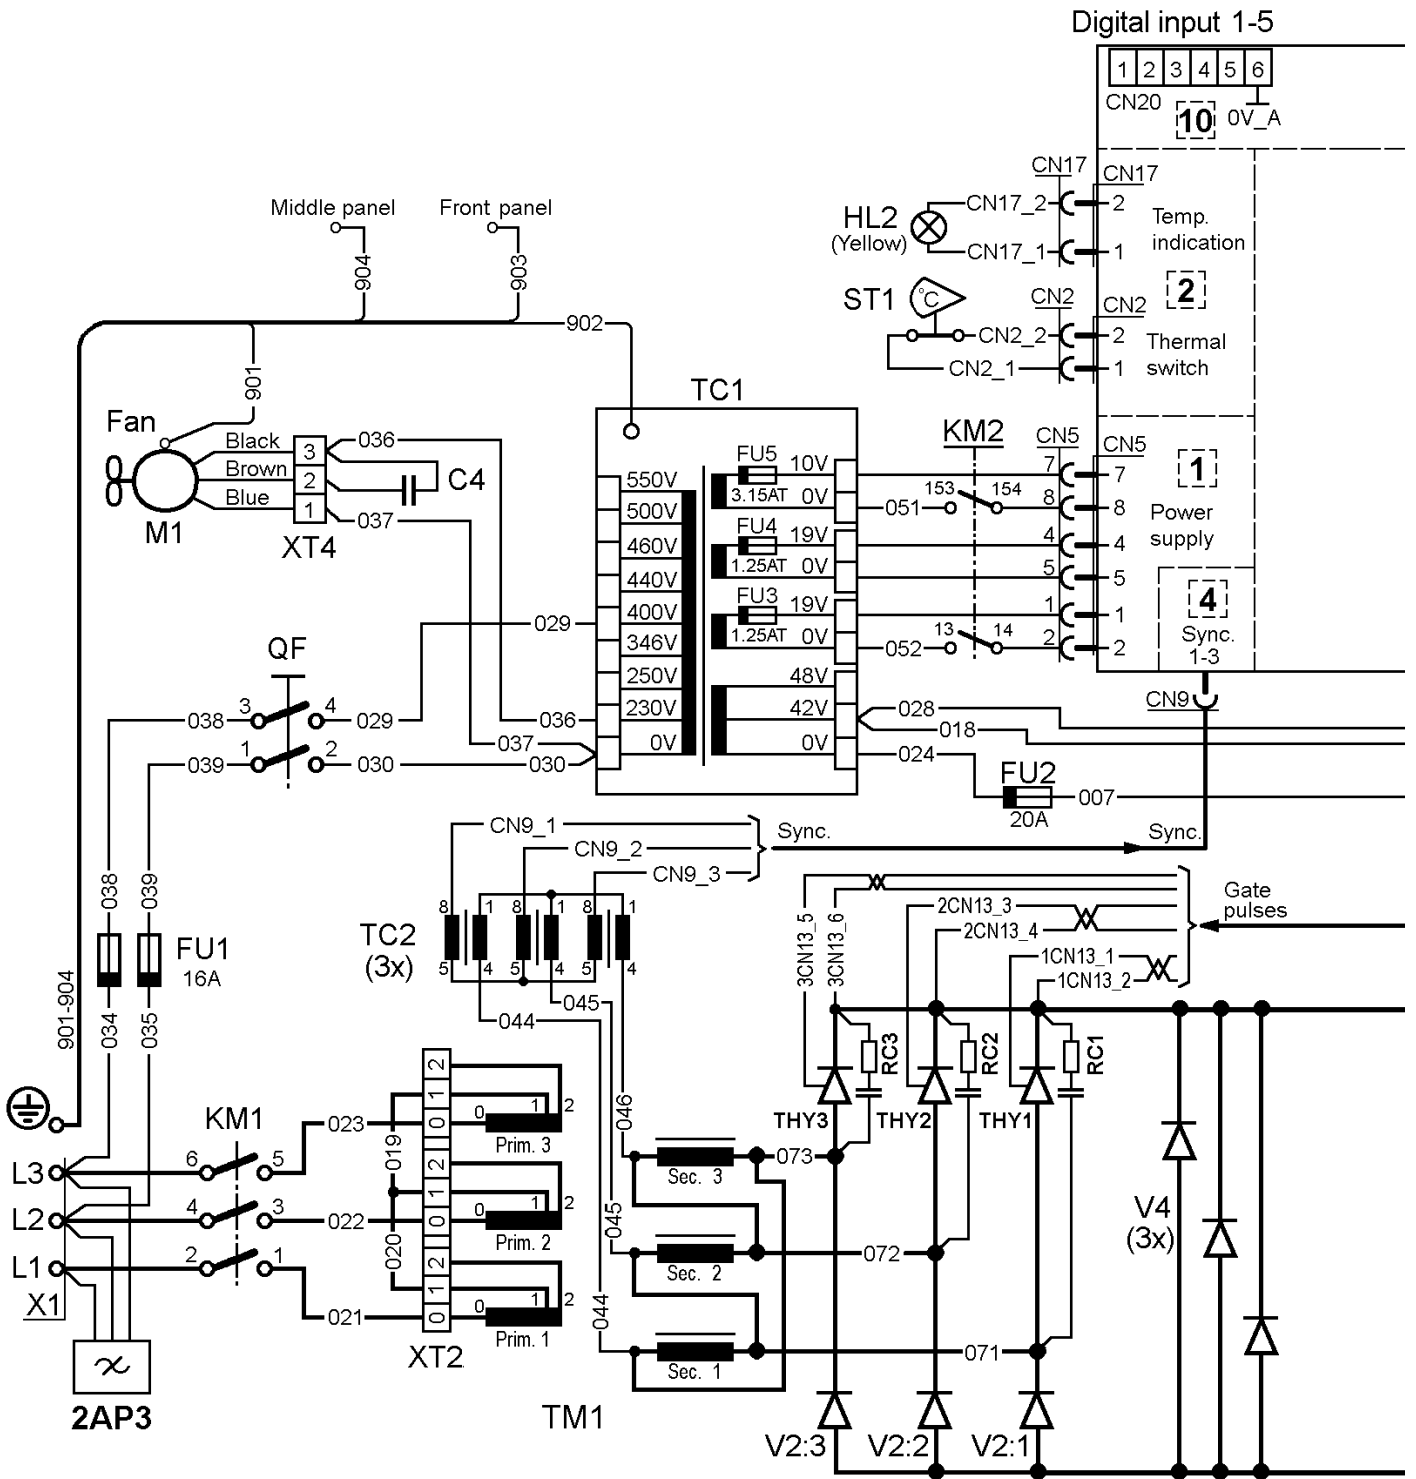 Digital input 1-5
1 2 3 4 5 6
CN20
10
0V_A
CN17
CN17
Middle panel
Front panel
HL2
(Yellow)
CN17_2
2
Temp.
indication
CN17_1
1
904
903
2
ST1
°C
CN2
CN2
902
CN2_2
2
Thermal
switch
CN2_1
1
901
TC1
Fan
Black
3
036
Brown
2
C4
Blue
1
037
M1
XT4
550V
500V
460V
440V
400V
346V
250V
230V
0V
FU5
10V
3.15AT
0V
FU4
19V
1.25AT
0V
FU3
19V
1.25AT
0V
48V
42V
0V
KM2
CN5
CN5
7
7
051
153
154
8
8
4
4
5
5
1
1
052
13
14
2
2
1
Power
supply
4
Sync.
1-3
CN9
029
QF
038
3
4
029
036
037
039
1
2
030
030
028
018
024
FU2
20A
007
CN9_1
CN9_2
CN9_3
Sync.
Sync.
038
039
FU1
16A
034
035
901-904
TC2
(3x)
8
1
8
1
8
1
5
4
5
4
5
4
045
044
3CN13_5
3CN13_6
2CN13_3
2CN13_4
1CN13_1
1CN13_2
Gate
pulses
RC3
RC2
RC1
THY3
THY2
THY1
KM1
L3
6
5
023
L2
4
3
022
L1
2
1
021
X1
2AP3
019
020
2
1
0
2
1
0
2
1
0
XT2
0
1
2
Prim. 3
0
1
2
Prim. 2
0
1
2
Prim. 1
046
045
044
Sec. 3
073
Sec. 2
072
Sec. 1
071
TM1
V4
(3x)
V2:3
V2:2
V2:1